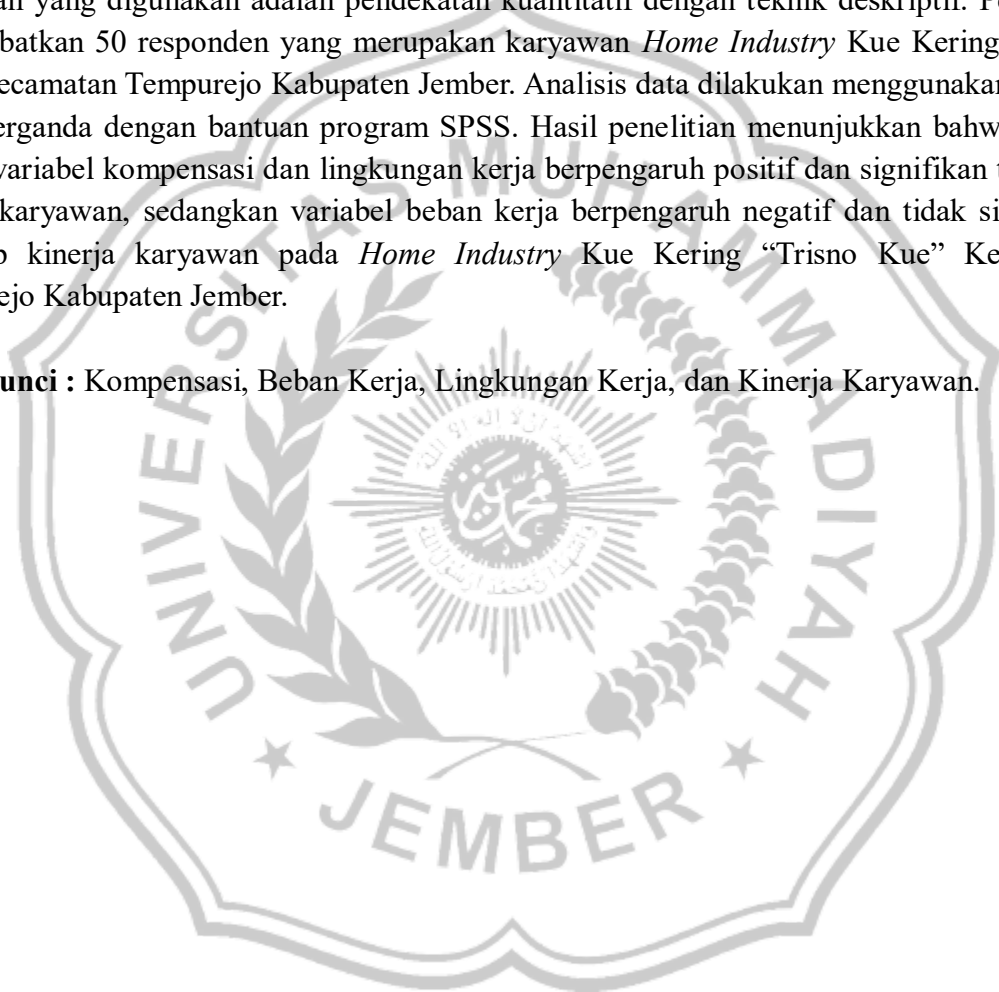 yang digunakan adalah pendekatan kuantitatif dengan teknik deskriptif.
batkan 50 responden yang merupakan karyawan Home Industry Kue Kering
ecamatan Tempurejo Kabupaten Jember. Analisis data dilakukan menggunakan
erganda dengan bantuan program SPSS. Hasil penelitian menunjukkan bahw
variabel kompensasi dan lingkungan kerja berpengaruh positif dan signifikan t
karyawan, sedangkan variabel beban kerja berpengaruh negatif dan tidak si
kinerja karyawan pada Home Industry Kue Kering “Trisno Kue” Ke
ejo Kabupaten Jember.
unci : Kompensasi, Beban Kerja, Lingkungan Kerja, dan Kinerja Karyawan.
UNIVERSITAS MUHAMMADIYAH
JEMBER